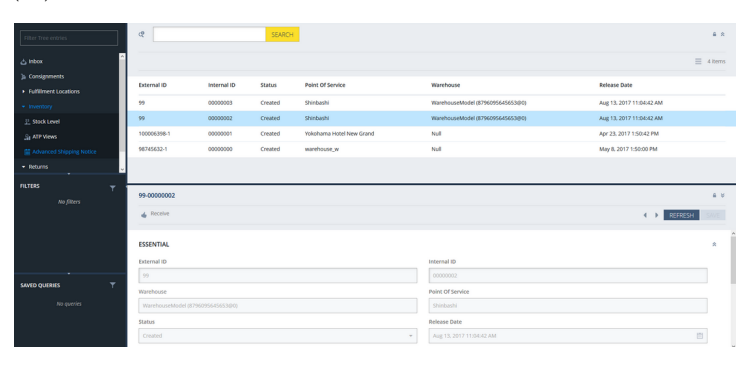 Filter Tree entries
Inbox
Consignments
Fulfillment Locations
Inventory
Stock Level
ATP Views
Advanced Shipping Notice
Returns
FILTERS
No filters
SAVED QUERIES
No queries
SEARCH
4 items
External ID Internal ID Status Point Of Service Warehouse Release Date
99 00000003 Created Shinbashi WarehouseModel (8796095645653@0) Aug 13, 2017 11:04:42 AM
99 00000002 Created Shinbashi WarehouseModel (8796095645653@0) Aug 13, 2017 11:04:42 AM
100006398-1 00000001 Created Yokohama Hotel New Grand Null Apr 23, 2017 1:50:42 PM
98745632-1 00000000 Created warehouse_w Null May 8, 2017 1:50:00 PM
99-00000002
Receive
REFRESH
ESSENTIAL
External ID Internal ID
99 00000002
Warehouse Point Of Service
WarehouseModel (8796095645653@0) Shinbashi
Status Release Date
Created Aug 13, 2017 11:04:42 AM